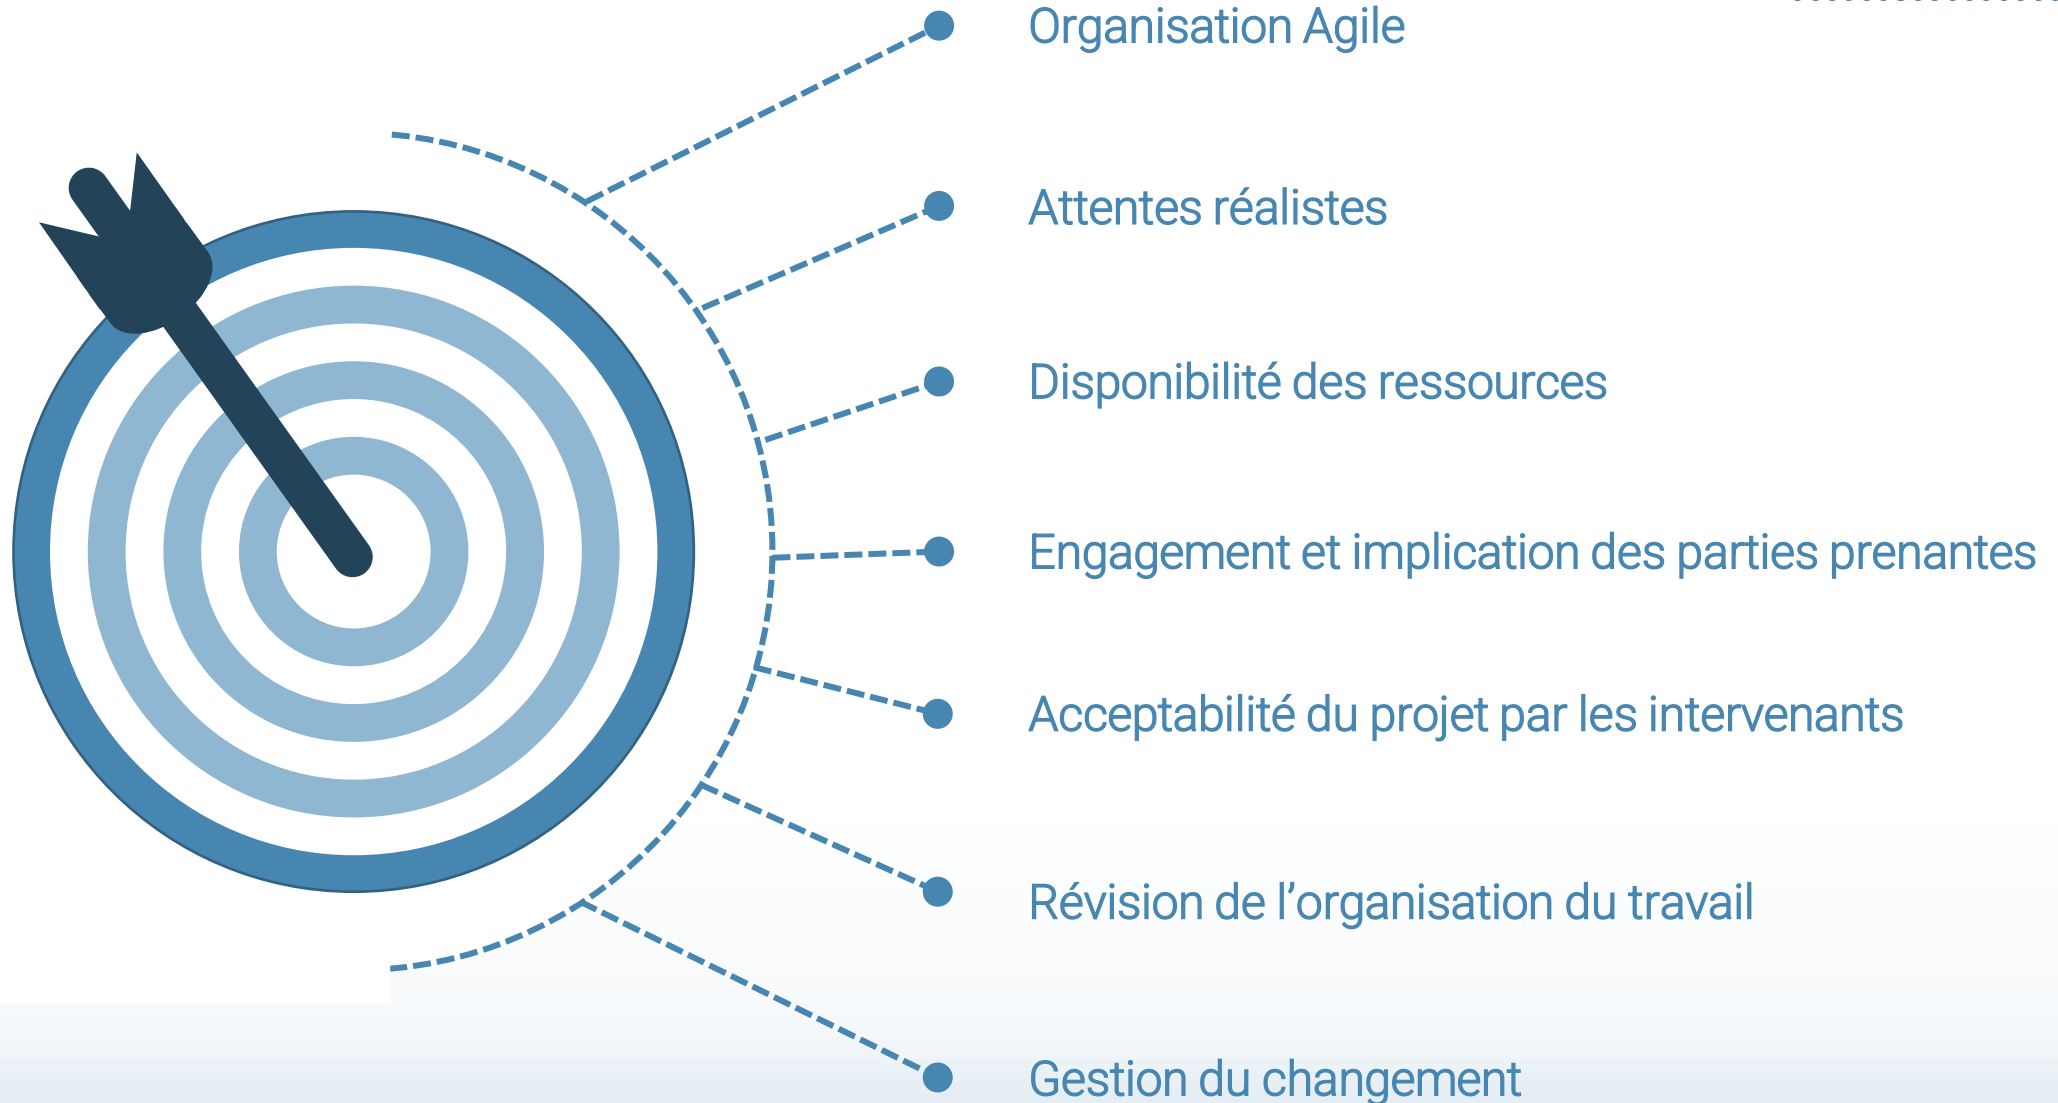 Organisation Agile
Attentes réalistes
Disponibilité des ressources
Engagement et implication des parties prenantes
Acceptabilité du projet par les intervenants
Révision de l’organisation du travail
Gestion du changement